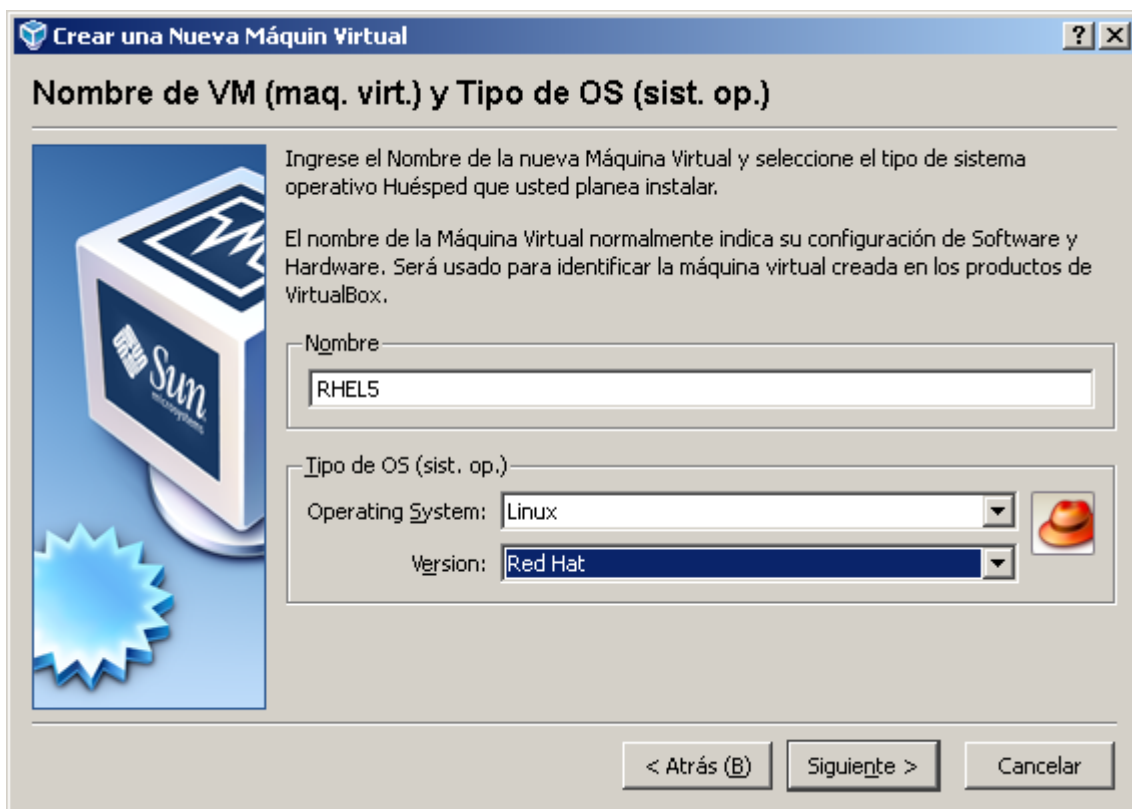 Crear una Nueva Máquin Virtual
Nombre de VM (maq. virt.) y Tipo de OS (sist. op.)
Ingrese el Nombre de la nueva Máquina Virtual y seleccione el tipo de sistema
operativo Huésped que usted planea instalar.
El nombre de la Máquina Virtual normalmente indica su configuración de Software y
Hardware. Será usado para identificar la máquina virtual creada en los productos de
VirtualBox.
Sun
microsystems
Nombre
RHEL5
Tipo de OS (sist. op.)
Operating System: Linux
Version: Red Hat
< Atrás (B) Siguiente > Cancelar